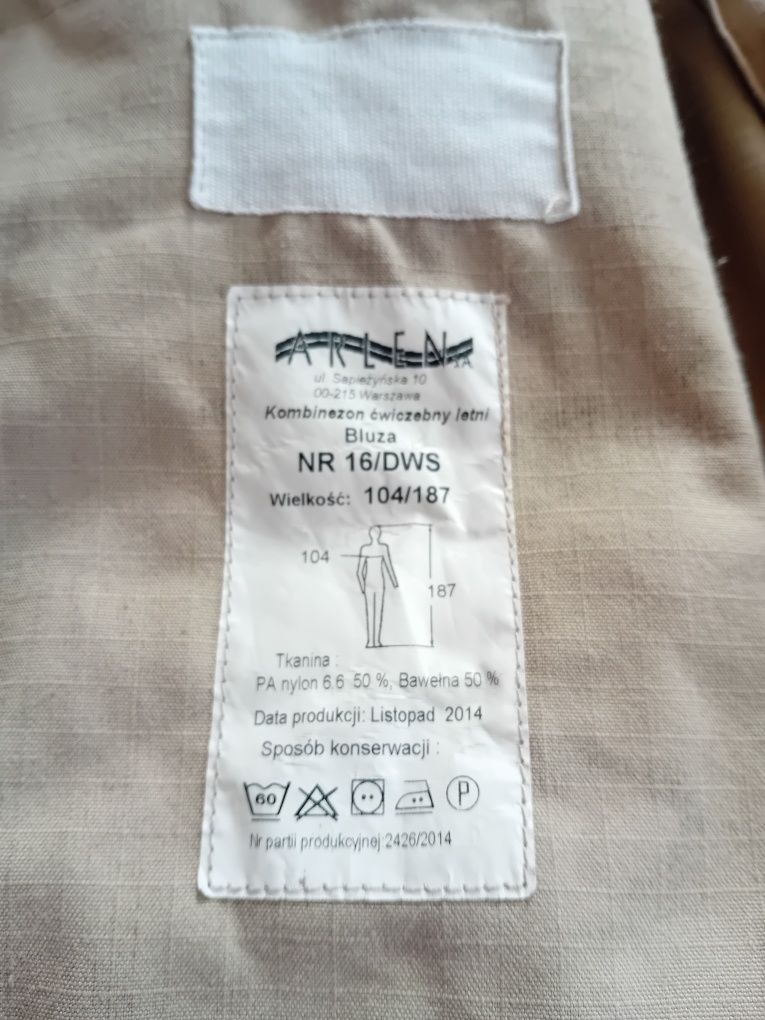 ARLEN SA
ul. Sapieżyńska 10
00-215 Warszawa
Kombinezon ćwiczebny letni
Bluza
NR 16/DWS
Wielkość: 104/187
104
187
Tkanina :
PA nylon 6.6 50 %, Bawełna 50 %
Data produkcji: Listopad 2014
Sposób konserwacji :
60
P
Nr partii produkcyjnej 2426/2014